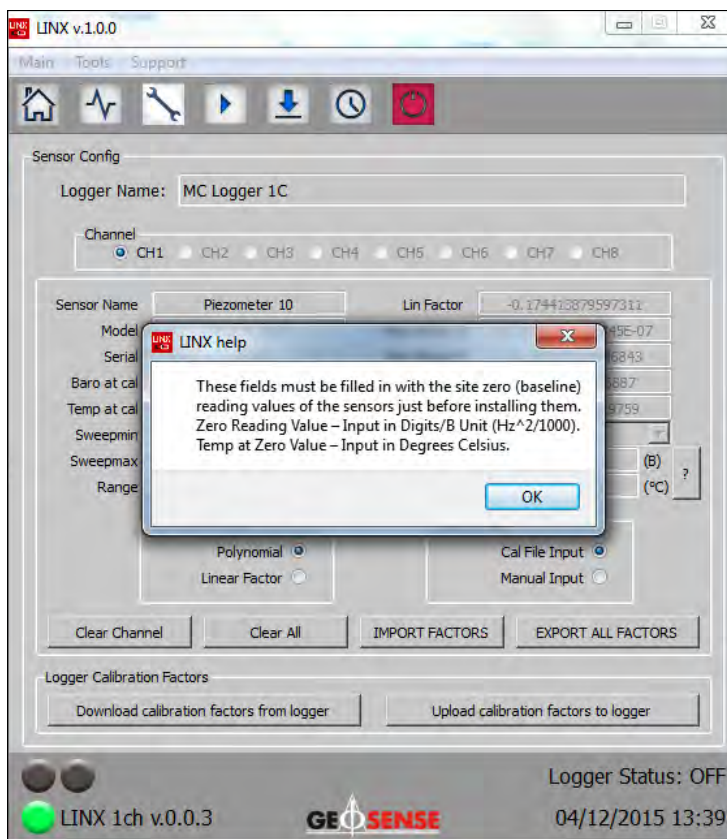 LINX v.1.0.0
Main Tools Support
Sensor Config
Logger Name: MC Logger 1C
Channel
CH1 CH2 CH3 CH4 CH5 CH6 CH7 CH8
Sensor Name Piezometer 10 Lin Factor -0.174413879597311
Model 45E-07
LINX help
Serial 6843
Baro at cal 5887
Temp at cal 9759
These fields must be filled in with the site zero (baseline)
reading values of the sensors just before installing them.
Zero Reading Value – Input in Digits/B Unit (Hz^2/1000).
Temp at Zero Value – Input in Degrees Celsius.
OK
Sweepmin
Sweepmax (B)
?
Range (°C)
Polynomial Cal File Input
Linear Factor Manual Input
Clear Channel Clear All IMPORT FACTORS EXPORT ALL FACTORS
Logger Calibration Factors
Download calibration factors from logger Upload calibration factors to logger
Logger Status: OFF
LINX 1ch v.0.0.3 GEOSENSE 04/12/2015 13:39